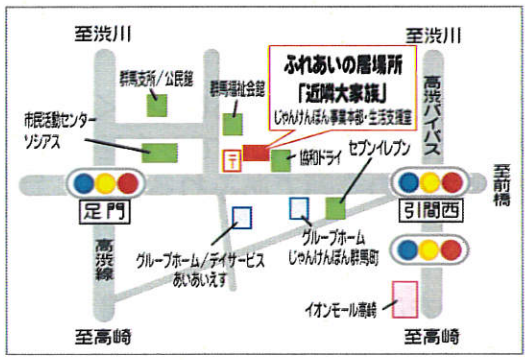 至渋川
至渋川
ふれあいの居場所
「近隣大家族」
じゃんけんぽん事業本部・生活支援室
群馬支所/公民館
群馬福祉会館
高渋バイパス
市民活動センター
ソシアス
〒
協和ドライ
セブンイレブン
至前橋
足門
引間西
高渋線
グループホーム/デイサービス
あいあいえす
グループホーム
じゃんけんぽん群馬町
イオンモール高崎
至高崎
至高崎